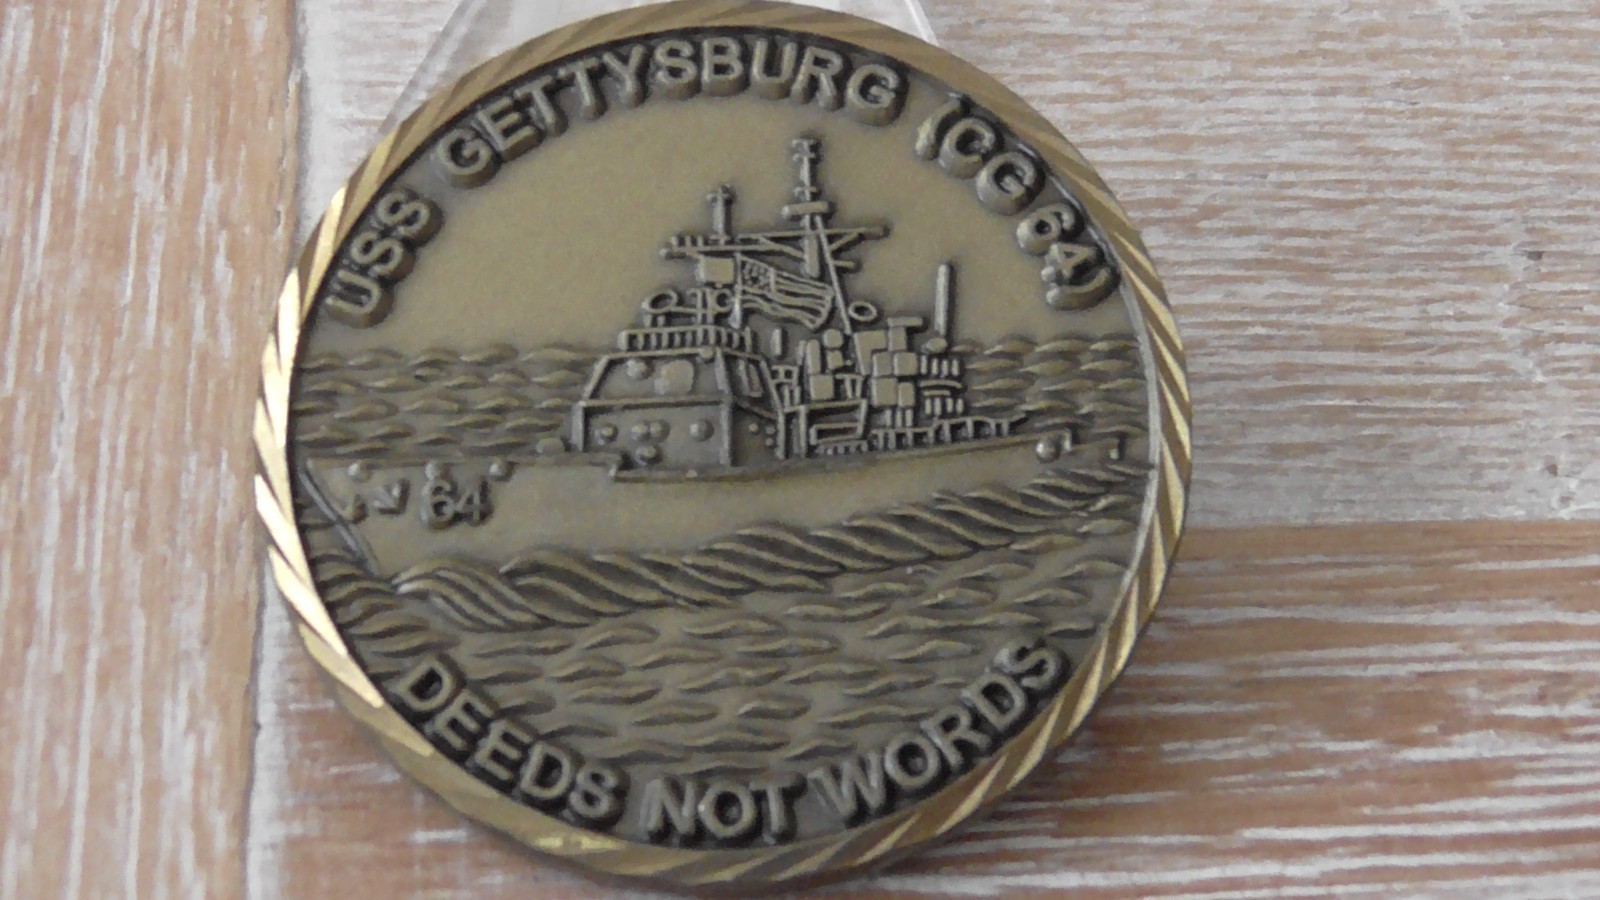 USS GETTYSBURG (CG 64)
64
DEEDS NOT WORDS